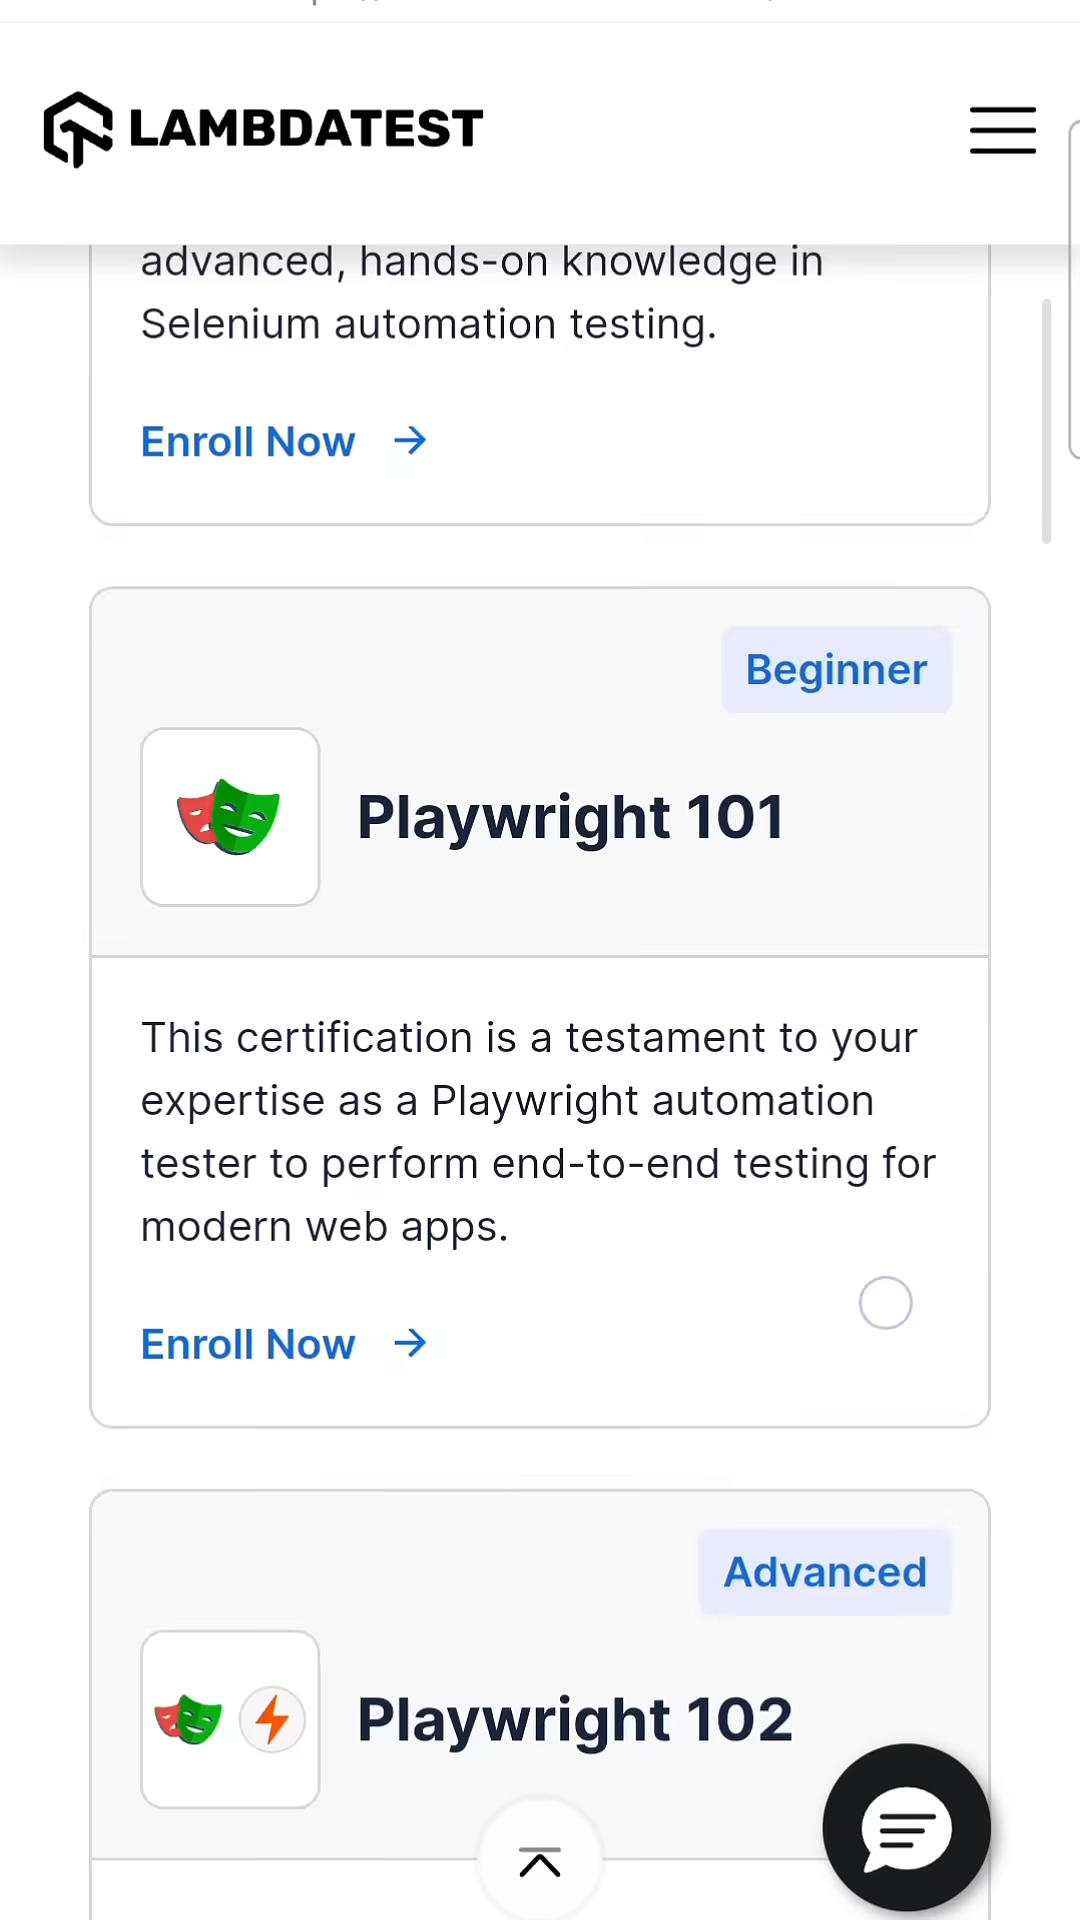 LAMBDATEST
advanced, hands-on knowledge in
Selenium automation testing.
Enroll Now
Beginner
Playwright 101
This certification is a testament to your
expertise as a Playwright automation
tester to perform end-to-end testing for
modern web apps.
Enroll Now
Advanced
Playwright 102